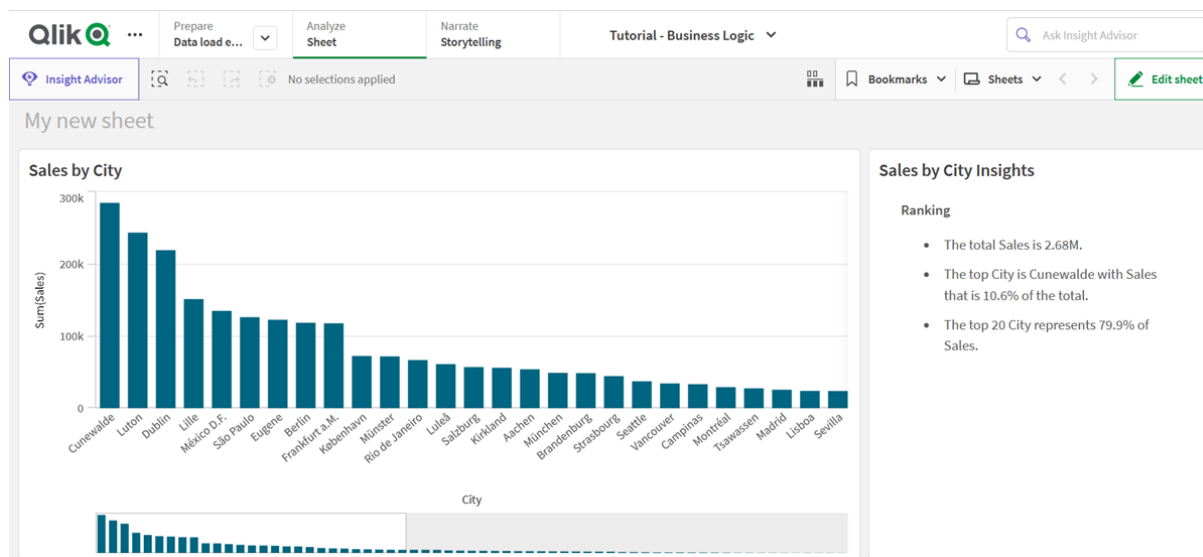 Qlik
Prepare
Data load e...
Analyze
Sheet
Narrate
Storytelling
Tutorial - Business Logic
Ask Insight Advisor
Insight Advisor
No selections applied
Bookmarks
Sheets
Edit sheet
My new sheet
Sales by City
300k
200k
100k
0
Sum(Sales)
Cunewalde
Luton
Dublin
Lille
México D.F.
São Paulo
Eugene
Berlin
Frankfurt a.M.
København
Münster
Rio de Janeiro
Luleå
Salzburg
Kirkland
Aachen
München
Brandenburg
Strasbourg
Seattle
Vancouver
Campinas
Montréal
Tsawassen
Madrid
Lisboa
Sevilla
City
Sales by City Insights
Ranking
• The total Sales is 2.68M.
• The top City is Cunewalde with Sales
that is 10.6% of the total.
• The top 20 City represents 79.9% of
Sales.